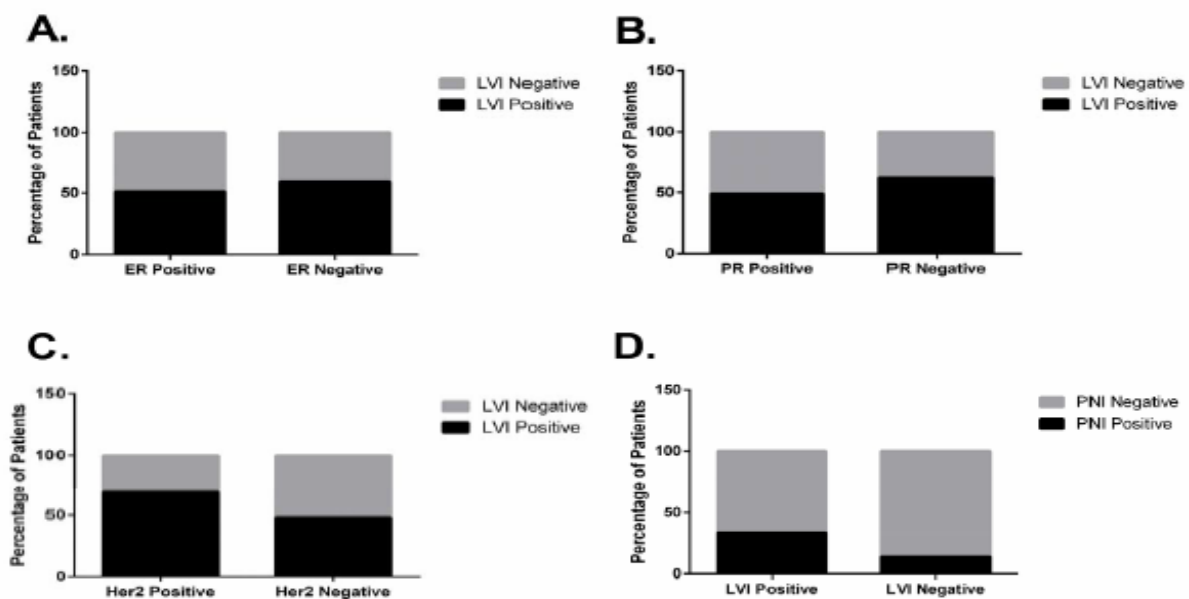 A.
150
100
50
0
Percentage of Patients
LVI Negative
LVI Positive
ER Positive
ER Negative
B.
150
100
50
0
Percentage of Patients
LVI Negative
LVI Positive
PR Positive
PR Negative
C.
150
100
50
0
Percentage of Patients
LVI Negative
LVI Positive
Her2 Positive
Her2 Negative
D.
150
100
50
0
Percentage of Patients
PNI Negative
PNI Positive
LVI Positive
LVI Negative